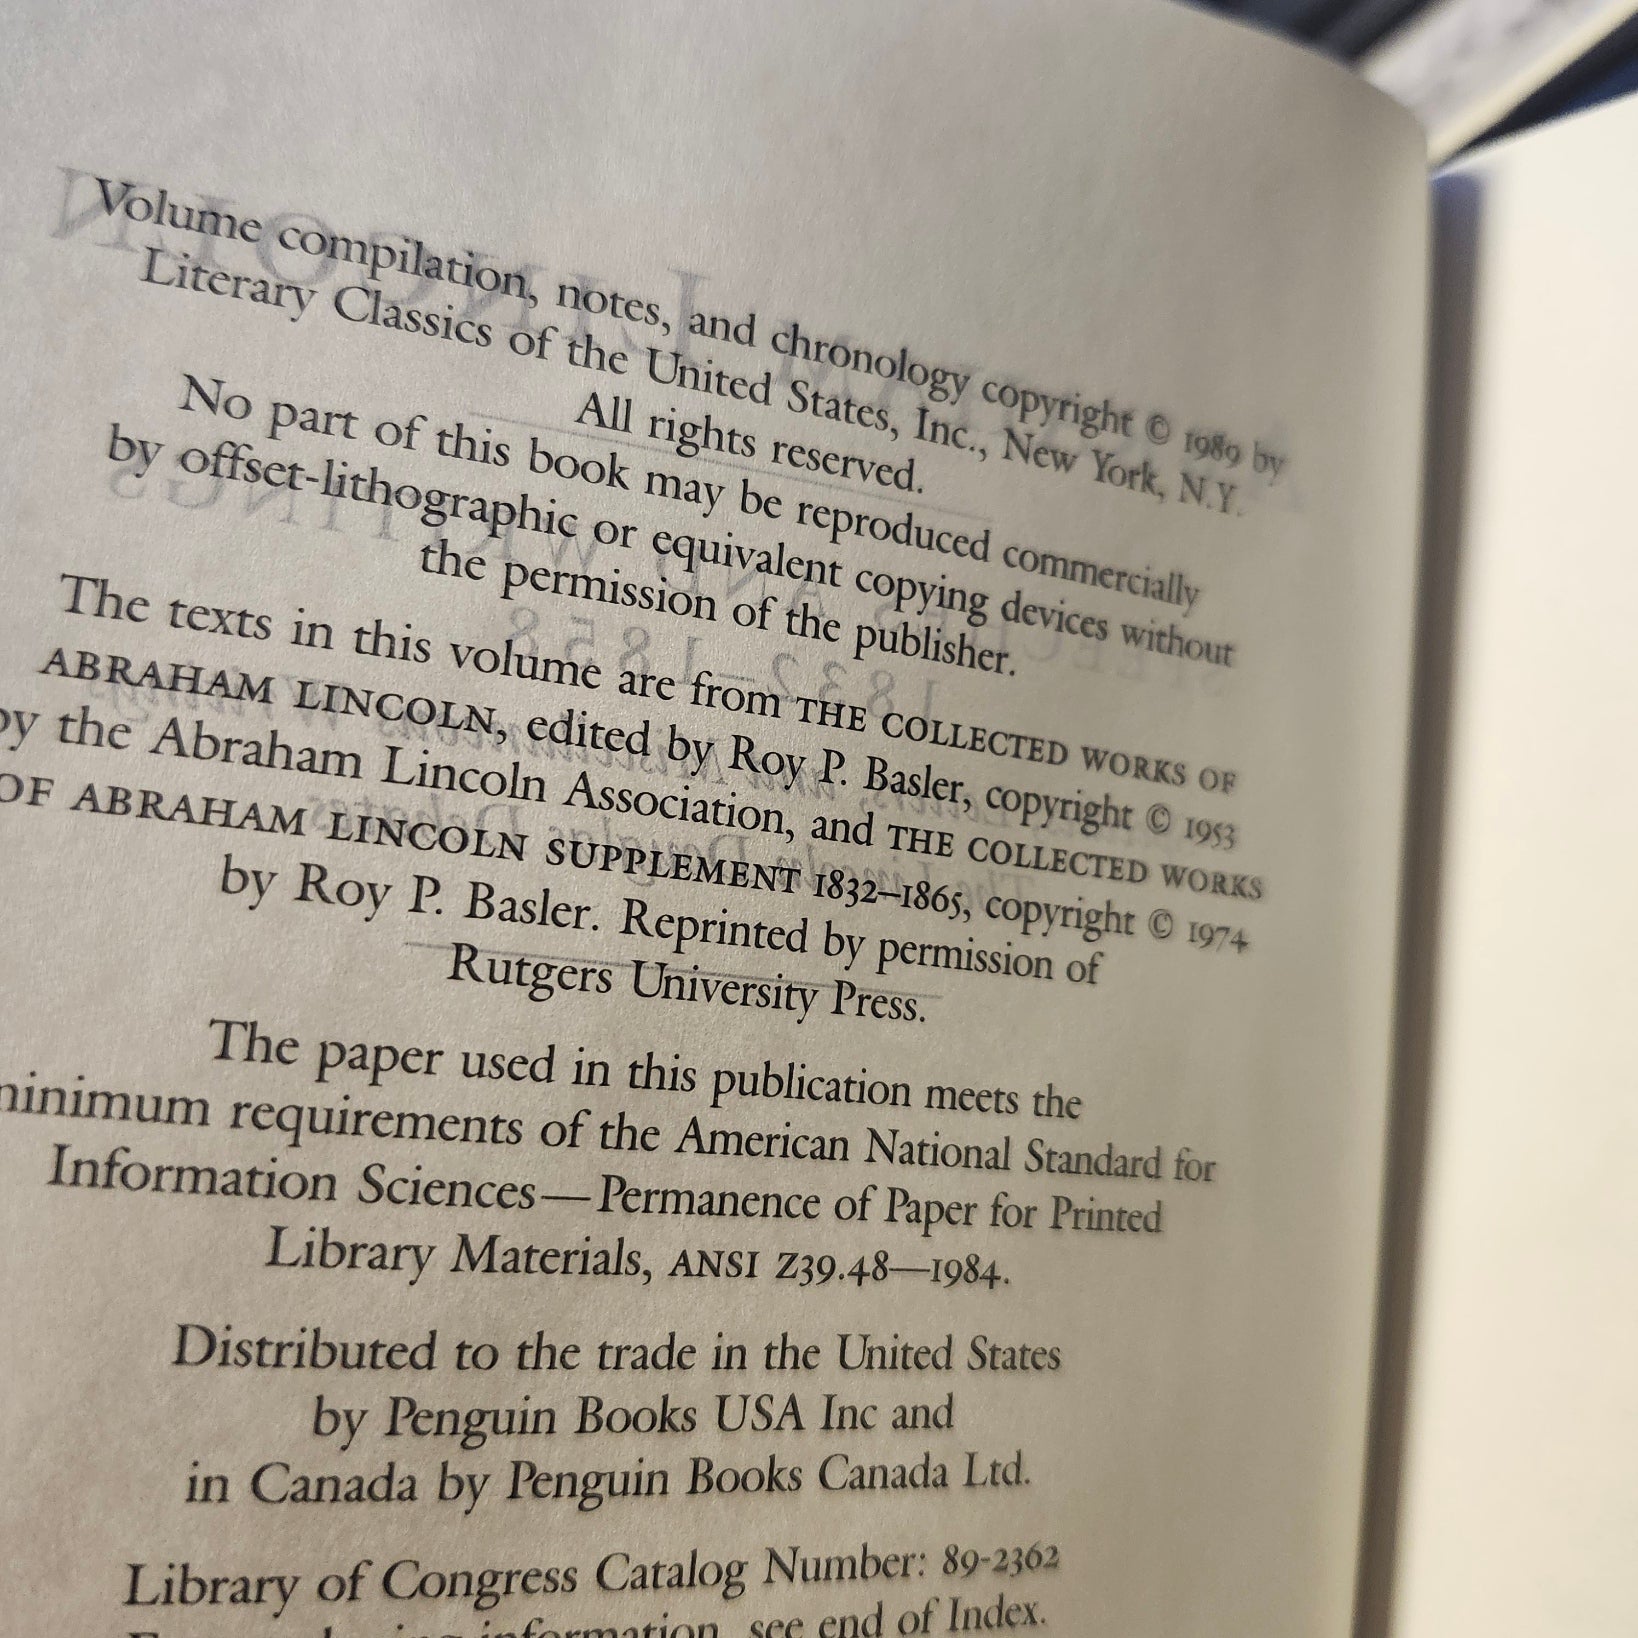 Volume compilation, notes, and chronology copyright © 1989 by
Literary Classics of the United States, Inc., New York, N.Y.
All rights reserved.
No part of this book may be reproduced commercially
by offset-lithographic or equivalent copying devices without
the permission of the publisher.
The texts in this volume are from THE COLLECTED WORKS OF
ABRAHAM LINCOLN, edited by Roy P. Basler, copyright © 1953
by the Abraham Lincoln Association, and THE COLLECTED WORKS
OF ABRAHAM LINCOLN SUPPLEMENT 1832–1865, copyright © 1974
by Roy P. Basler. Reprinted by permission of
Rutgers University Press.
The paper used in this publication meets the
minimum requirements of the American National Standard for
Information Sciences—Permanence of Paper for Printed
Library Materials, ANSI Z39.48—1984.
Distributed to the trade in the United States
by Penguin Books USA Inc and
in Canada by Penguin Books Canada Ltd.
Library of Congress Catalog Number: 89-2362
information, see end of Index.